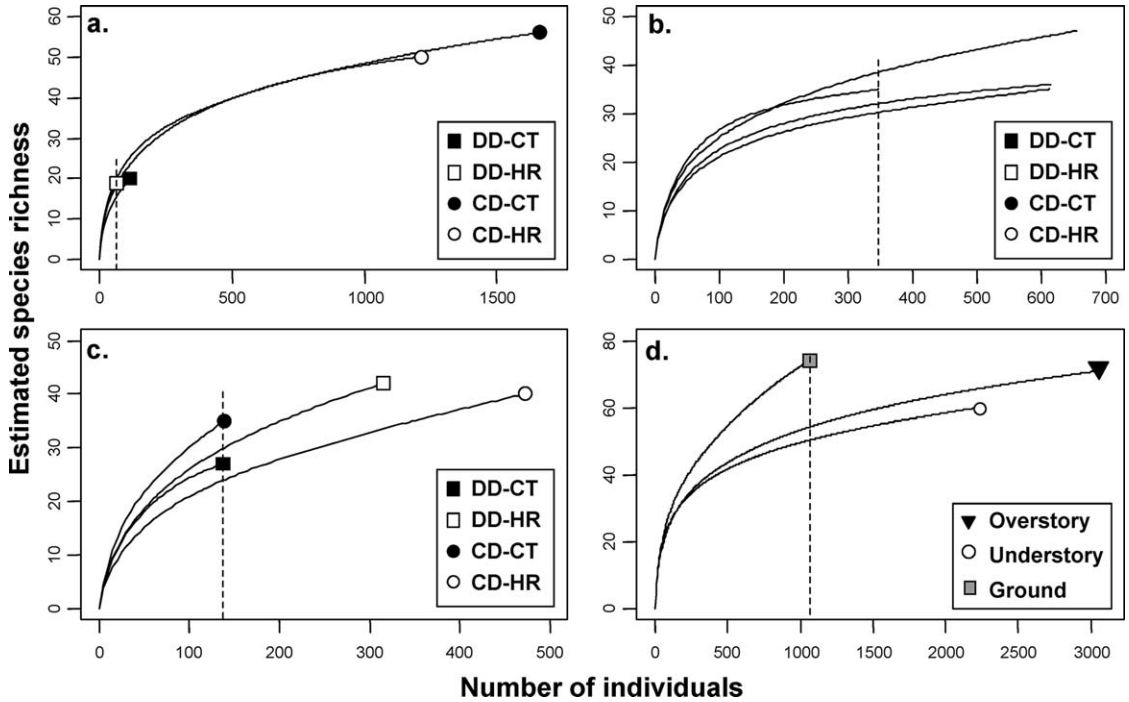 Estimated species richness
a.
0 10 20 30 40 50 60
DD-CT
DD-HR
CD-CT
CD-HR
0 500 1000 1500
b.
0 10 20 30 40 50
DD-CT
DD-HR
CD-CT
CD-HR
0 100 200 300 400 500 600 700
c.
0 10 20 30 40 50
DD-CT
DD-HR
CD-CT
CD-HR
0 100 200 300 400 500
d.
0 20 40 60 80
Overstory
Understory
Ground
0 500 1000 1500 2000 2500 3000
Number of individuals